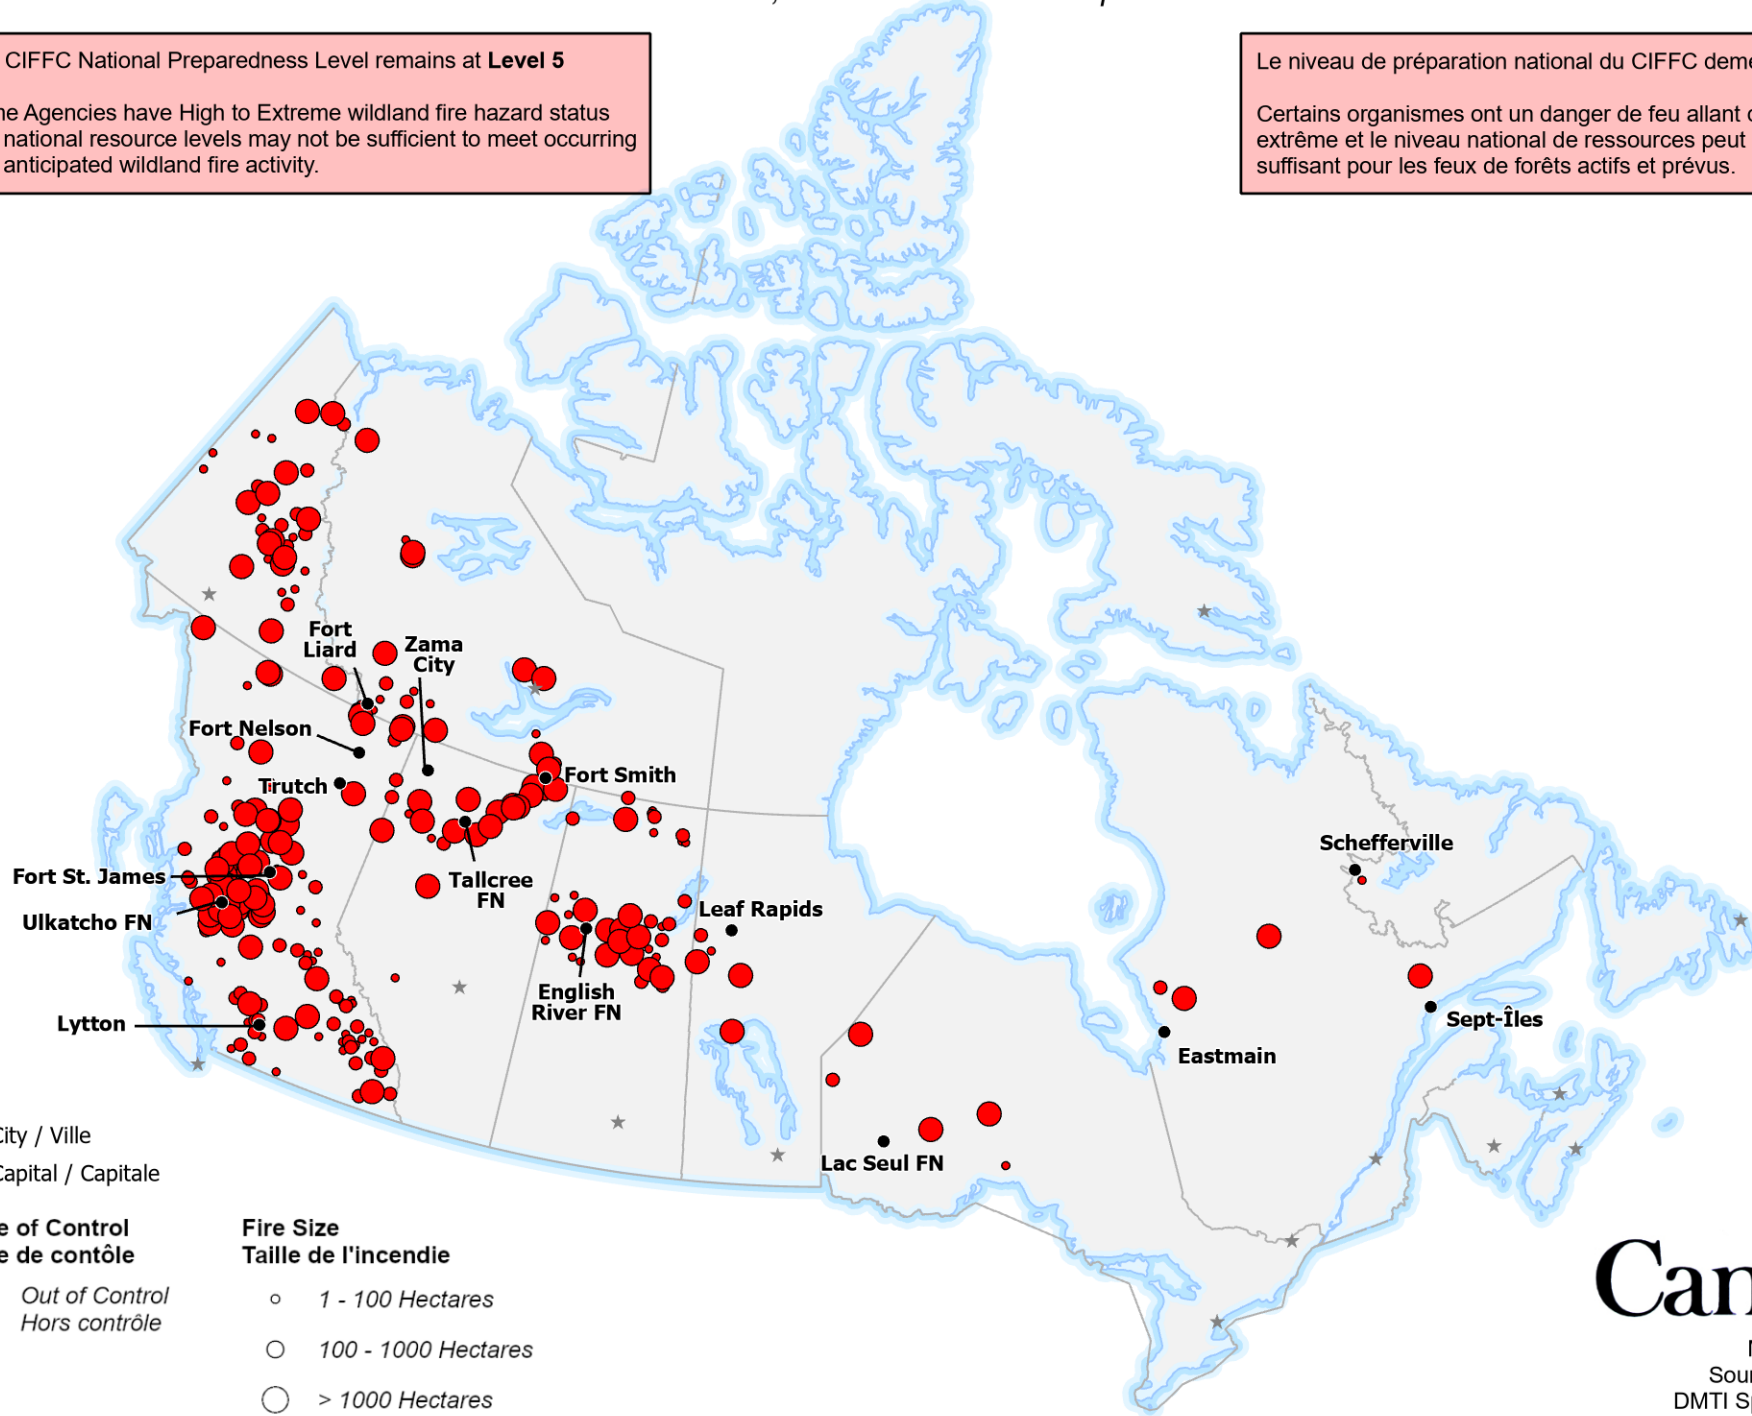 CIFFC National Preparedness Level remains at Level 5
Agencies have High to Extreme wildland fire hazard status
national resource levels may not be sufficient to meet occurring
anticipated wildland fire activity.
Le niveau de préparation national du CIFFC
Certains organismes ont un danger de feu allant
extrême et le niveau national de ressources peut
suffisant pour les feux de forêts actifs et prévus.
Fort
Liard
Zama
City
Fort Nelson
Trutch
Fort Smith
Fort St. James
Ulkatcho FN
Tallcree
FN
Leaf Rapids
English
River FN
Lytton
Schefferville
Sept-Îles
Eastmain
Lac Seul FN
City / Ville
Capital / Capitale
of Control
de contôle
Out of Control
Hors contrôle
Fire Size
Taille de l'incendie
1 - 100 Hectares
100 - 1000 Hectares
> 1000 Hectares
Can
DMTI